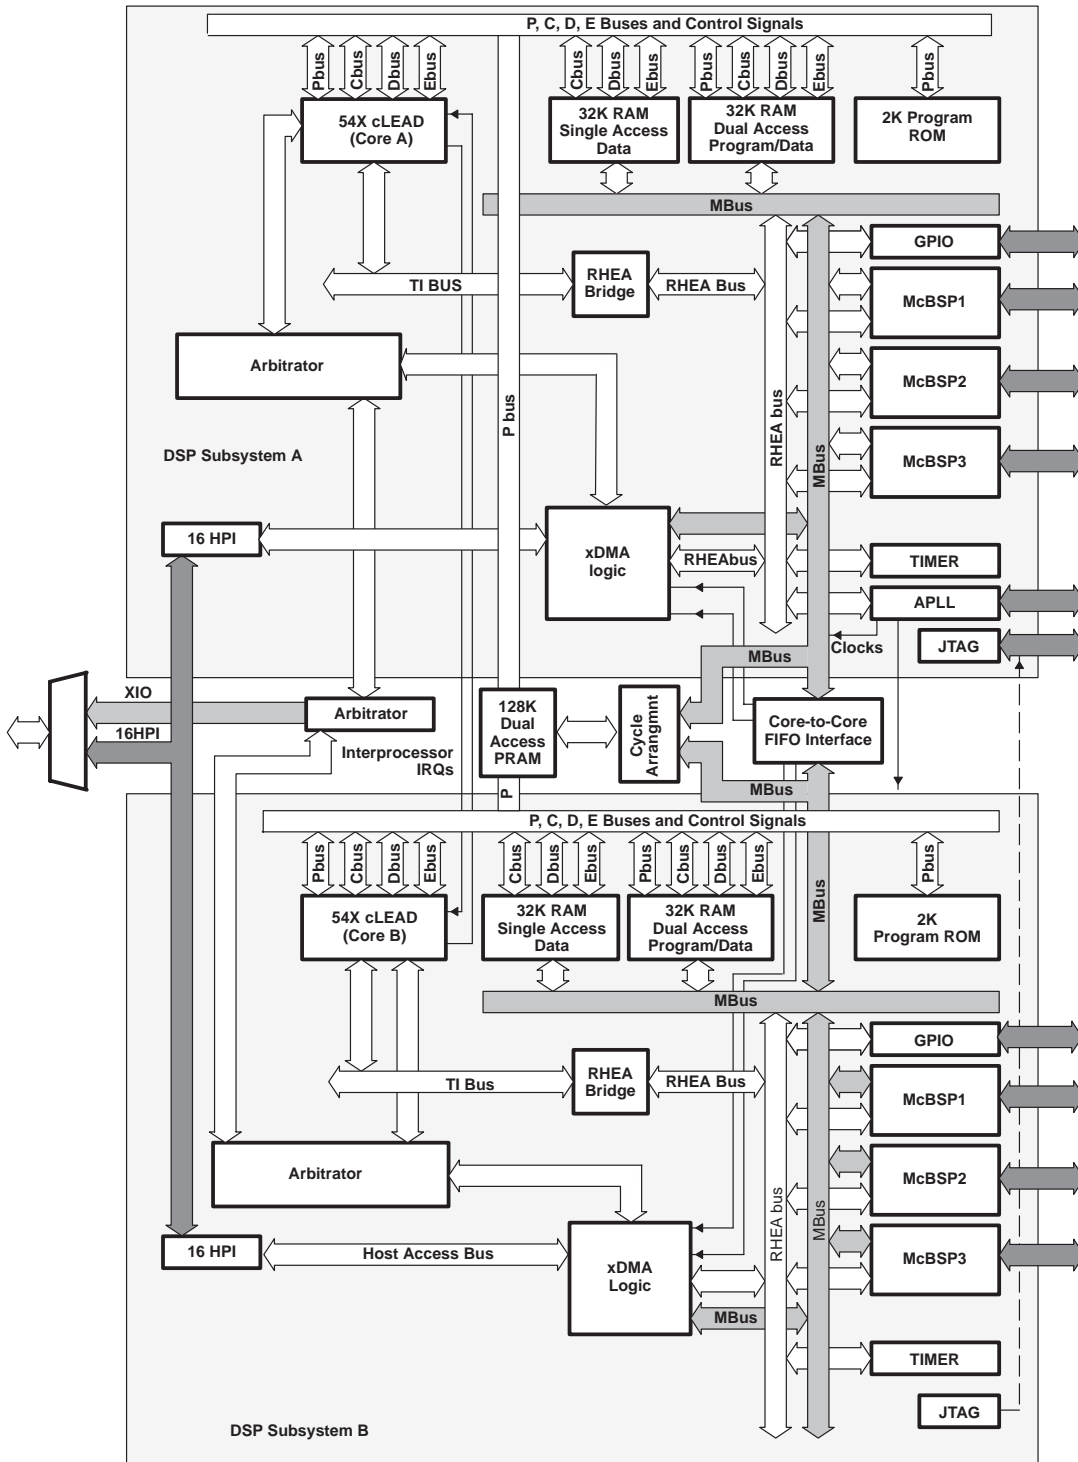 P, C, D, E Buses and Control Signals
Pbus
Cbus
Dbus
Ebus
Cbus
Dbus
Ebus
Pbus
Cbus
Dbus
Ebus
Pbus
54X cLEAD
(Core A)
32K RAM
Single Access
Data
32K RAM
Dual Access
Program/Data
2K Program
ROM
MBus
GPIO
TI BUS
RHEA
Bridge
RHEA Bus
McBSP1
Arbitrator
McBSP2
P bus
RHEA bus
MBus
DSP Subsystem A
McBSP3
16 HPI
xDMA
logic
RHEAbus
TIMER
APLL
Clocks
JTAG
MBus
XIO
16HPI
Arbitrator
Interprocessor
IRQs
128K
Dual
Access
PRAM
Cycle
Arrangmnt
Core-to-Core
FIFO Interface
MBus
P
P, C, D, E Buses and Control Signals
Pbus
Cbus
Dbus
Ebus
Cbus
Dbus
Ebus
Pbus
Cbus
Dbus
Ebus
Pbus
MBus
54X cLEAD
(Core B)
32K RAM
Single Access
Data
32K RAM
Dual Access
Program/Data
2K
Program ROM
MBus
GPIO
TI Bus
RHEA
Bridge
RHEA Bus
McBSP1
Arbitrator
McBSP2
RHEA bus
MBus
16 HPI
Host Access Bus
xDMA
Logic
McBSP3
MBus
TIMER
JTAG
DSP Subsystem B